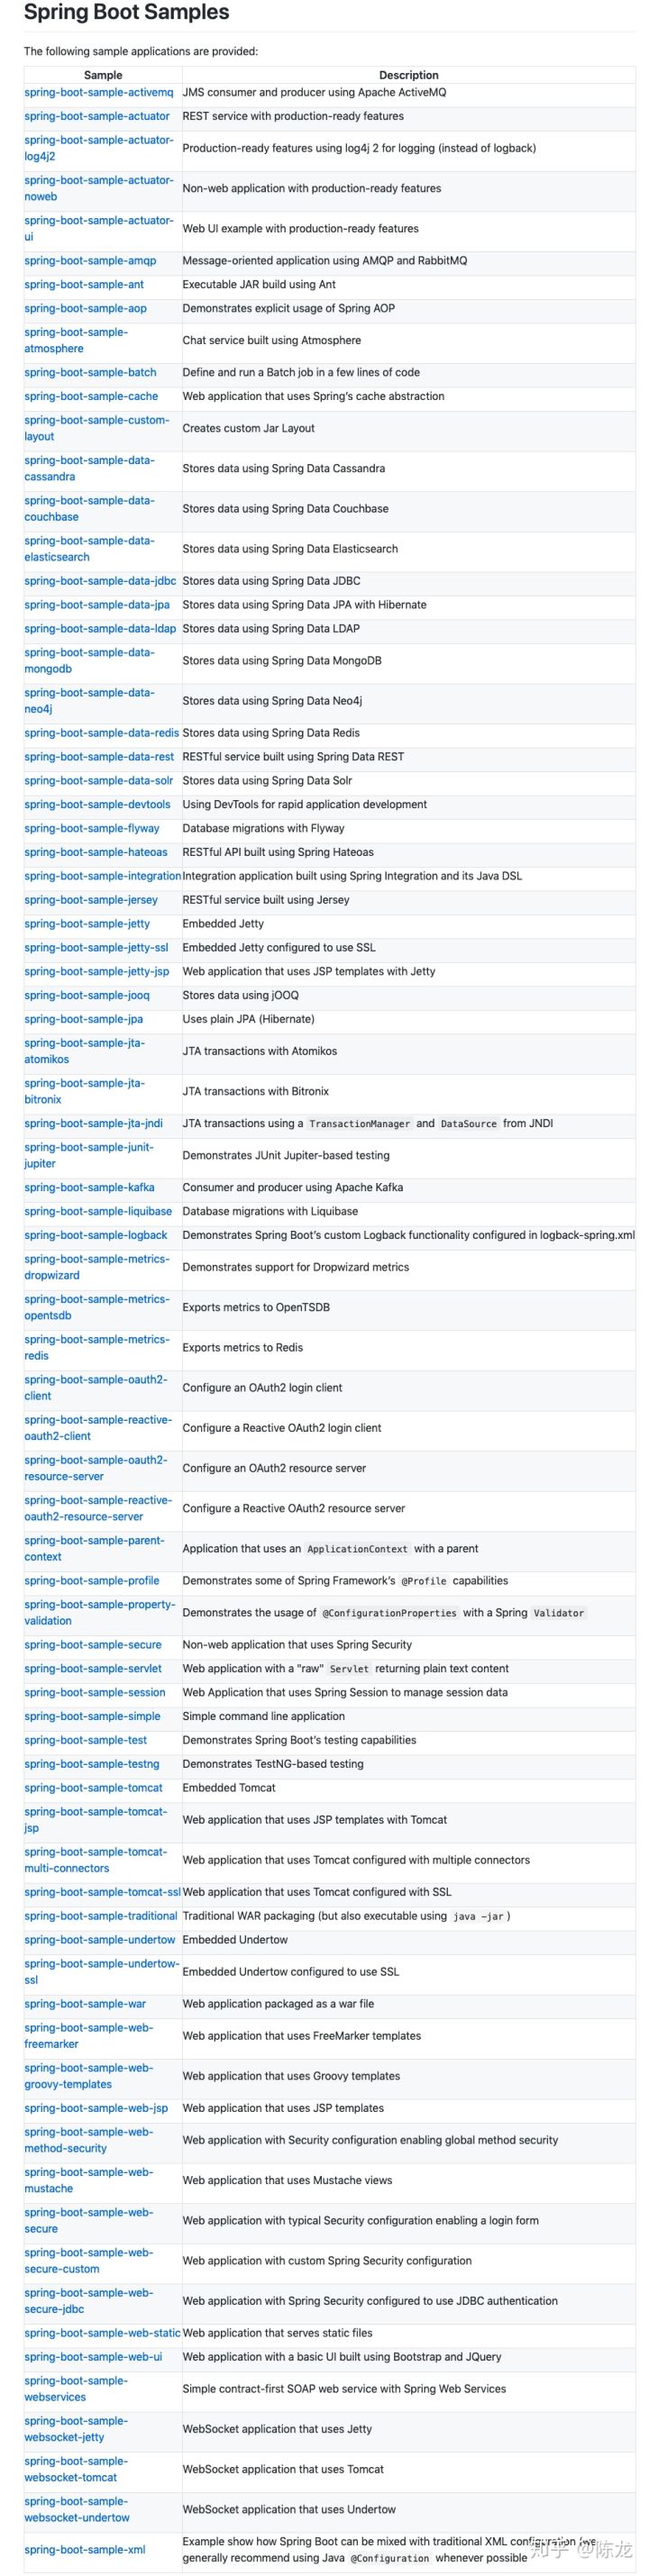 Spring Boot Samples
The following sample applications are provided:
Sample Description
spring-boot-sample-activemq JMS consumer and producer using Apache ActiveMQ
spring-boot-sample-actuator REST service with production-ready features
spring-boot-sample-actuator-
log4j2
Production-ready features using log4j 2 for logging (instead of logback)
spring-boot-sample-actuator-
noweb
Non-web application with production-ready features
spring-boot-sample-actuator-
ui
Web UI example with production-ready features
spring-boot-sample-amqp Message-oriented application using AMQP and RabbitMQ
spring-boot-sample-ant Executable JAR build using Ant
spring-boot-sample-aop Demonstrates explicit usage of Spring AOP
spring-boot-sample-
atmosphere
Chat service built using Atmosphere
spring-boot-sample-batch Define and run a Batch job in a few lines of code
spring-boot-sample-cache Web application that uses Spring's cache abstraction
spring-boot-sample-custom-
layout
Creates custom Jar Layout
spring-boot-sample-data-
cassandra
Stores data using Spring Data Cassandra
spring-boot-sample-data-
couchbase
Stores data using Spring Data Couchbase
spring-boot-sample-data-
elasticsearch
Stores data using Spring Data Elasticsearch
spring-boot-sample-data-jdbc Stores data using Spring Data JDBC
spring-boot-sample-data-jpa Stores data using Spring Data JPA with Hibernate
spring-boot-sample-data-ldap Stores data using Spring Data LDAP
spring-boot-sample-data-
mongodb
Stores data using Spring Data MongoDB
spring-boot-sample-data-
neo4j
Stores data using Spring Data Neo4j
spring-boot-sample-data-redis Stores data using Spring Data Redis
spring-boot-sample-data-rest RESTful service built using Spring Data REST
spring-boot-sample-data-solr Stores data using Spring Data Solr
spring-boot-sample-devtools Using DevTools for rapid application development
spring-boot-sample-flyway Database migrations with Flyway
spring-boot-sample-hateoas RESTful API built using Spring Hateoas
spring-boot-sample-integration Integration application built using Spring Integration and its Java DSL
spring-boot-sample-jersey RESTful service built using Jersey
spring-boot-sample-jetty Embedded Jetty
spring-boot-sample-jetty-ssl Embedded Jetty configured to use SSL
spring-boot-sample-jetty-jsp Web application that uses JSP templates with Jetty
spring-boot-sample-jooq Stores data using jOOQ
spring-boot-sample-jpa Uses plain JPA (Hibernate)
spring-boot-sample-jta-
atomikos
JTA transactions with Atomikos
spring-boot-sample-jta-
bitronix
JTA transactions with Bitronix
spring-boot-sample-jta-jndi JTA transactions using a TransactionManager and DataSource from JNDI
spring-boot-sample-junit-
jupiter
Demonstrates JUnit Jupiter-based testing
spring-boot-sample-kafka Consumer and producer using Apache Kafka
spring-boot-sample-liquibase Database migrations with Liquibase
spring-boot-sample-logback Demonstrates Spring Boot's custom Logback functionality configured in logback-spring.xml
spring-boot-sample-metrics-
dropwizard
Demonstrates support for Dropwizard metrics
spring-boot-sample-metrics-
opentsdb
Exports metrics to OpenTSDB
spring-boot-sample-metrics-
redis
Exports metrics to Redis
spring-boot-sample-oauth2-
client
Configure an OAuth2 login client
spring-boot-sample-reactive-
oauth2-client
Configure a Reactive OAuth2 login client
spring-boot-sample-oauth2-
resource-server
Configure an OAuth2 resource server
spring-boot-sample-reactive-
oauth2-resource-server
Configure a Reactive OAuth2 resource server
spring-boot-sample-parent-
context
Application that uses an ApplicationContext with a parent
spring-boot-sample-profile Demonstrates some of Spring Framework's @Profile capabilities
spring-boot-sample-property-
validation
Demonstrates the usage of @ConfigurationProperties with a Spring Validator
spring-boot-sample-secure Non-web application that uses Spring Security
spring-boot-sample-servlet Web application with a "raw" Servlet returning plain text content
spring-boot-sample-session Web Application that uses Spring Session to manage session data
spring-boot-sample-simple Simple command line application
spring-boot-sample-test Demonstrates Spring Boot's testing capabilities
spring-boot-sample-testng Demonstrates TestNG-based testing
spring-boot-sample-tomcat Embedded Tomcat
spring-boot-sample-tomcat-
jsp
Web application that uses JSP templates with Tomcat
spring-boot-sample-tomcat-
multi-connectors
Web application that uses Tomcat configured with multiple connectors
spring-boot-sample-tomcat-ssl Web application that uses Tomcat configured with SSL
spring-boot-sample-traditional Traditional WAR packaging (but also executable using java -jar )
spring-boot-sample-undertow Embedded Undertow
spring-boot-sample-undertow-
ssl
Embedded Undertow configured to use SSL
spring-boot-sample-war Web application packaged as a war file
spring-boot-sample-web-
freemarker
Web application that uses FreeMarker templates
spring-boot-sample-web-
groovy-templates
Web application that uses Groovy templates
spring-boot-sample-web-jsp Web application that uses JSP templates
spring-boot-sample-web-
method-security
Web application with Security configuration enabling global method security
spring-boot-sample-web-
mustache
Web application that uses Mustache views
spring-boot-sample-web-
secure
Web application with typical Security configuration enabling a login form
spring-boot-sample-web-
secure-custom
Web application with custom Spring Security configuration
spring-boot-sample-web-
secure-jdbc
Web application with Spring Security configured to use JDBC authentication
spring-boot-sample-web-static Web application that serves static files
spring-boot-sample-web-ui Web application with a basic UI built using Bootstrap and JQuery
spring-boot-sample-
webservices
Simple contract-first SOAP web service with Spring Web Services
spring-boot-sample-
websocket-jetty
WebSocket application that uses Jetty
spring-boot-sample-
websocket-tomcat
WebSocket application that uses Tomcat
spring-boot-sample-
websocket-undertow
WebSocket application that uses Undertow
spring-boot-sample-xml
Example show how Spring Boot can be mixed with traditional XML configuration (we
generally recommend using Java @Configuration whenever possible
知乎 @陈龙